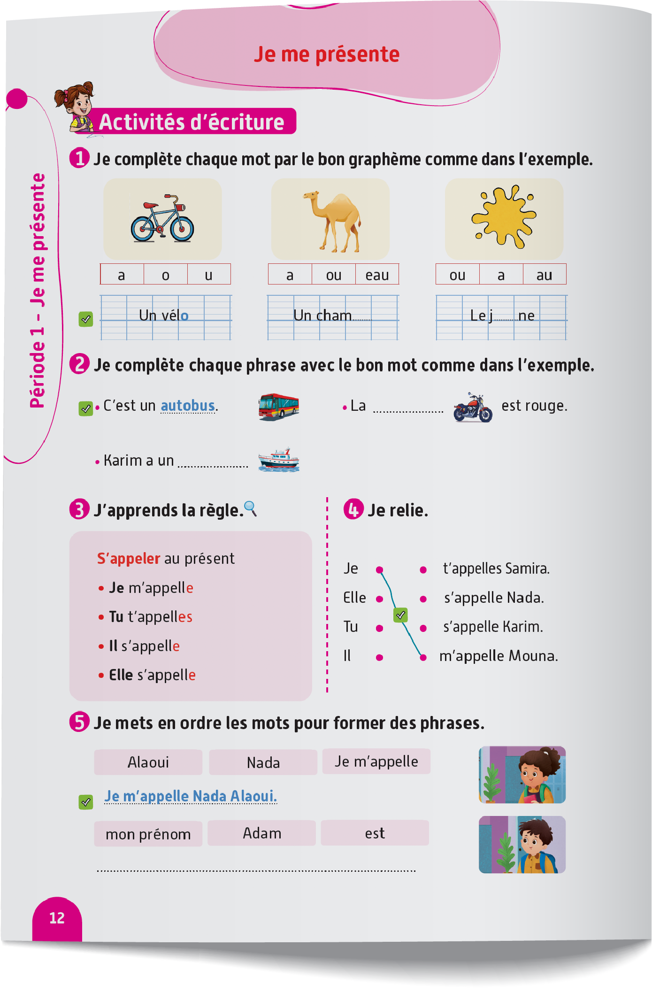 Je me présente
Période 1 – Je me présente
Activités d'écriture
1 Je complète chaque mot par le bon graphème comme dans l'exemple.
a o u
a ou eau
ou a au
Un vélo
Un cham..........
Le j............ne
2 Je complète chaque phrase avec le bon mot comme dans l'exemple.
• C'est un autobus.
• La ........................ est rouge.
• Karim a un ........................
3 J'apprends la règle.
S'appeler au présent
• Je m'appelle
• Tu t'appelles
• Il s'appelle
• Elle s'appelle
4 Je relie.
Je t'appelles Samira.
Elle s'appelle Nada.
Tu s'appelle Karim.
Il m'appelle Mouna.
5 Je mets en ordre les mots pour former des phrases.
Alaoui Nada Je m'appelle
Je m'appelle Nada Alaoui.
mon prénom Adam est
12